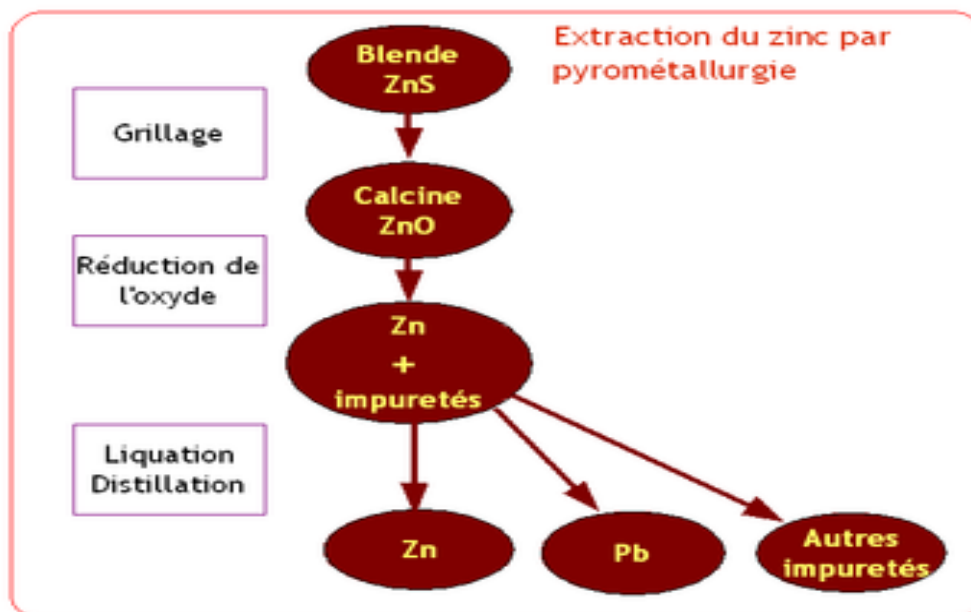 Extraction du zinc par
pyrométallurgie
Blende
ZnS
Grillage
Calcine
ZnO
Réduction de
l'oxyde
Zn
+
impuretés
Liquation
Distillation
Zn
Pb
Autres
impuretés